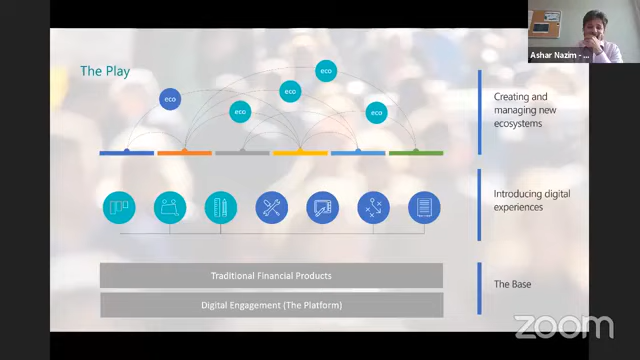 The Play
eco
eco
eco
eco
eco
Creating and
managing new
ecosystems
Introducing digital
experiences
Traditional Financial Products
Digital Engagement (The Platform)
The Base
Ashar Nazim - ...
zoom